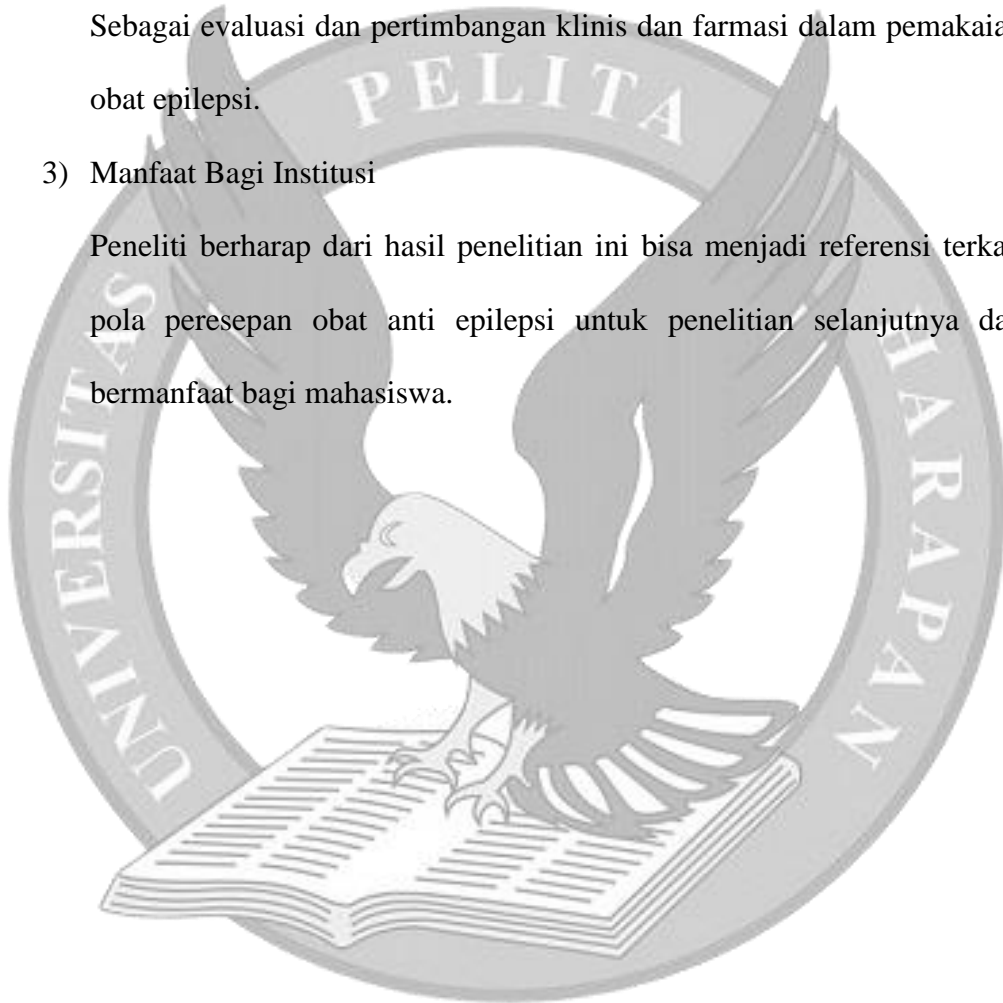 Sebagai evaluasi dan pertimbangan klinis dan farmasi dalam pemakaia
obat epilepsi.
3) Manfaat Bagi Institusi
Peneliti berharap dari hasil penelitian ini bisa menjadi referensi terka
pola peresepan obat anti epilepsi untuk penelitian selanjutnya da
bermanfaat bagi mahasiswa.
UNIVERSITAS PELITA HARAPAN